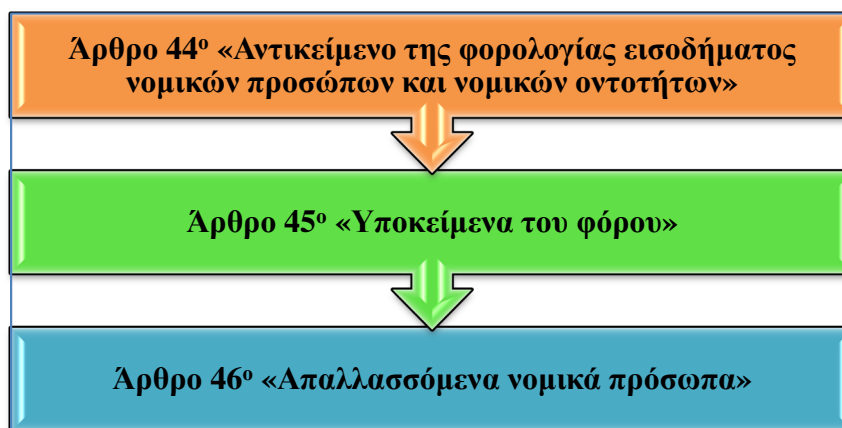 Άρθρο 44ο «Αντικείμενο της φορολογίας εισοδήματος
νομικών προσώπων και νομικών οντοτήτων»
Άρθρο 45ο «Υποκείμενα του φόρου»
Άρθρο 46ο «Απαλλασσόμενα νομικά πρόσωπα»